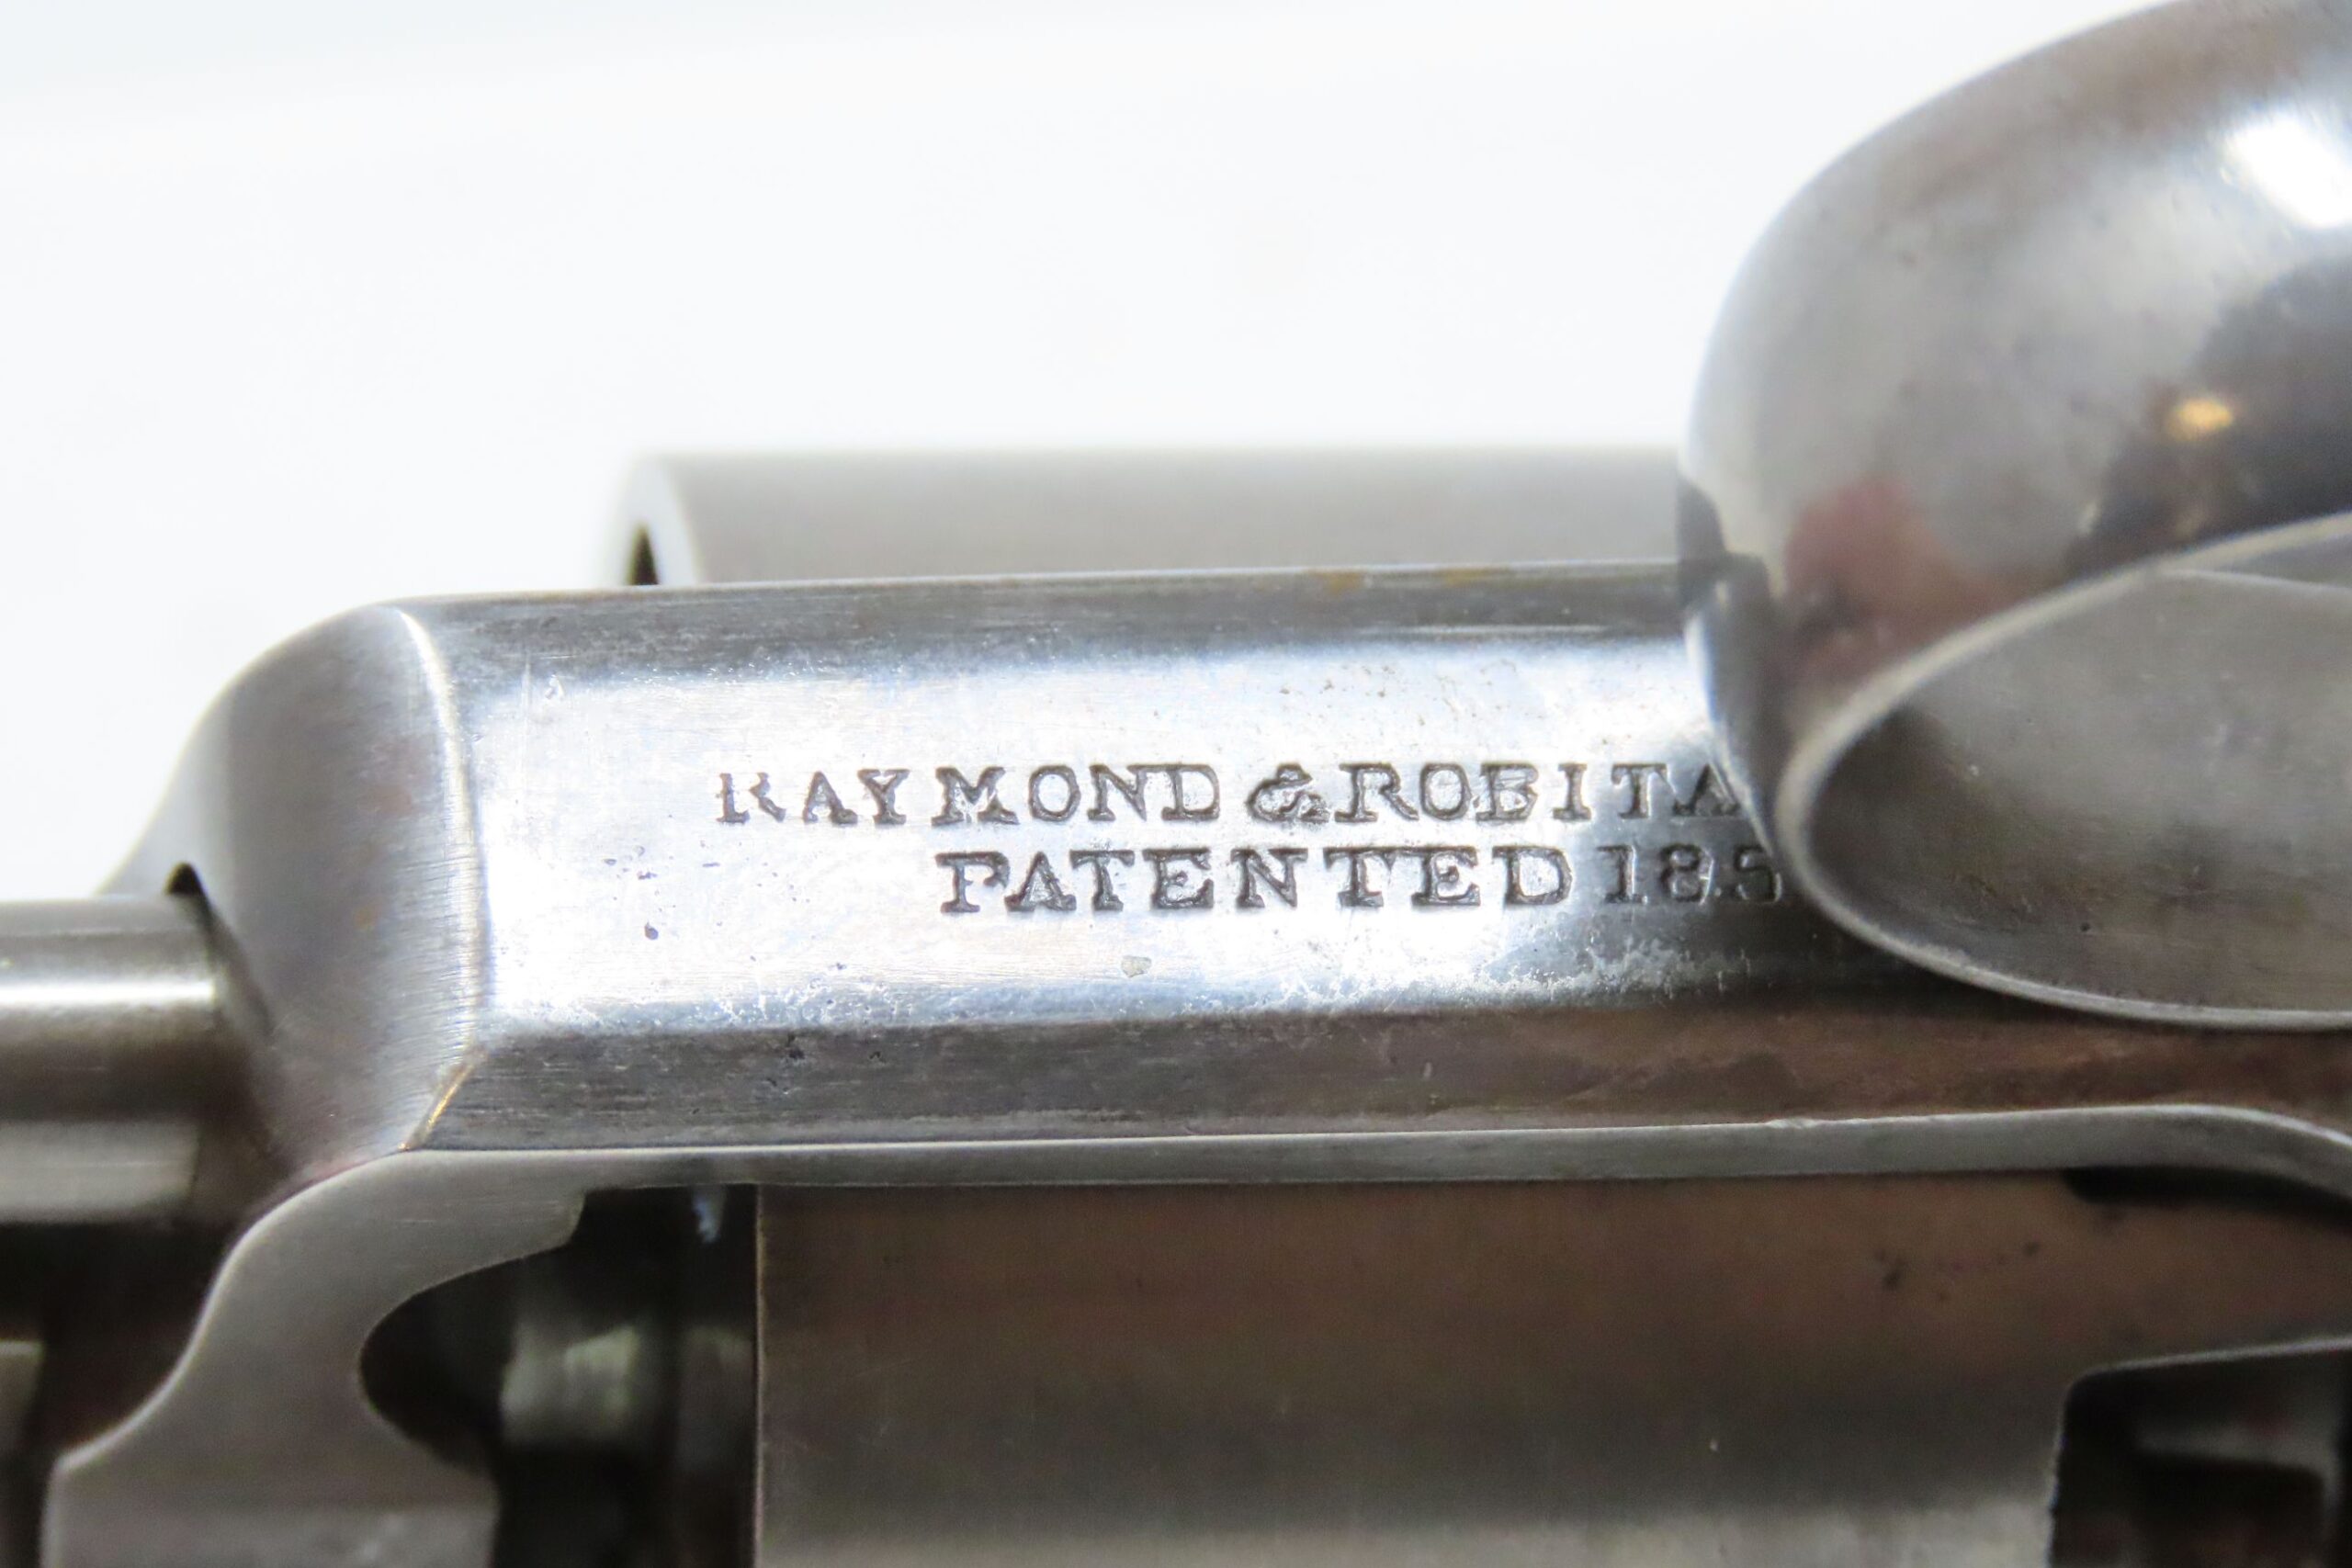 RAYMOND & ROBITA
PATENTED 185